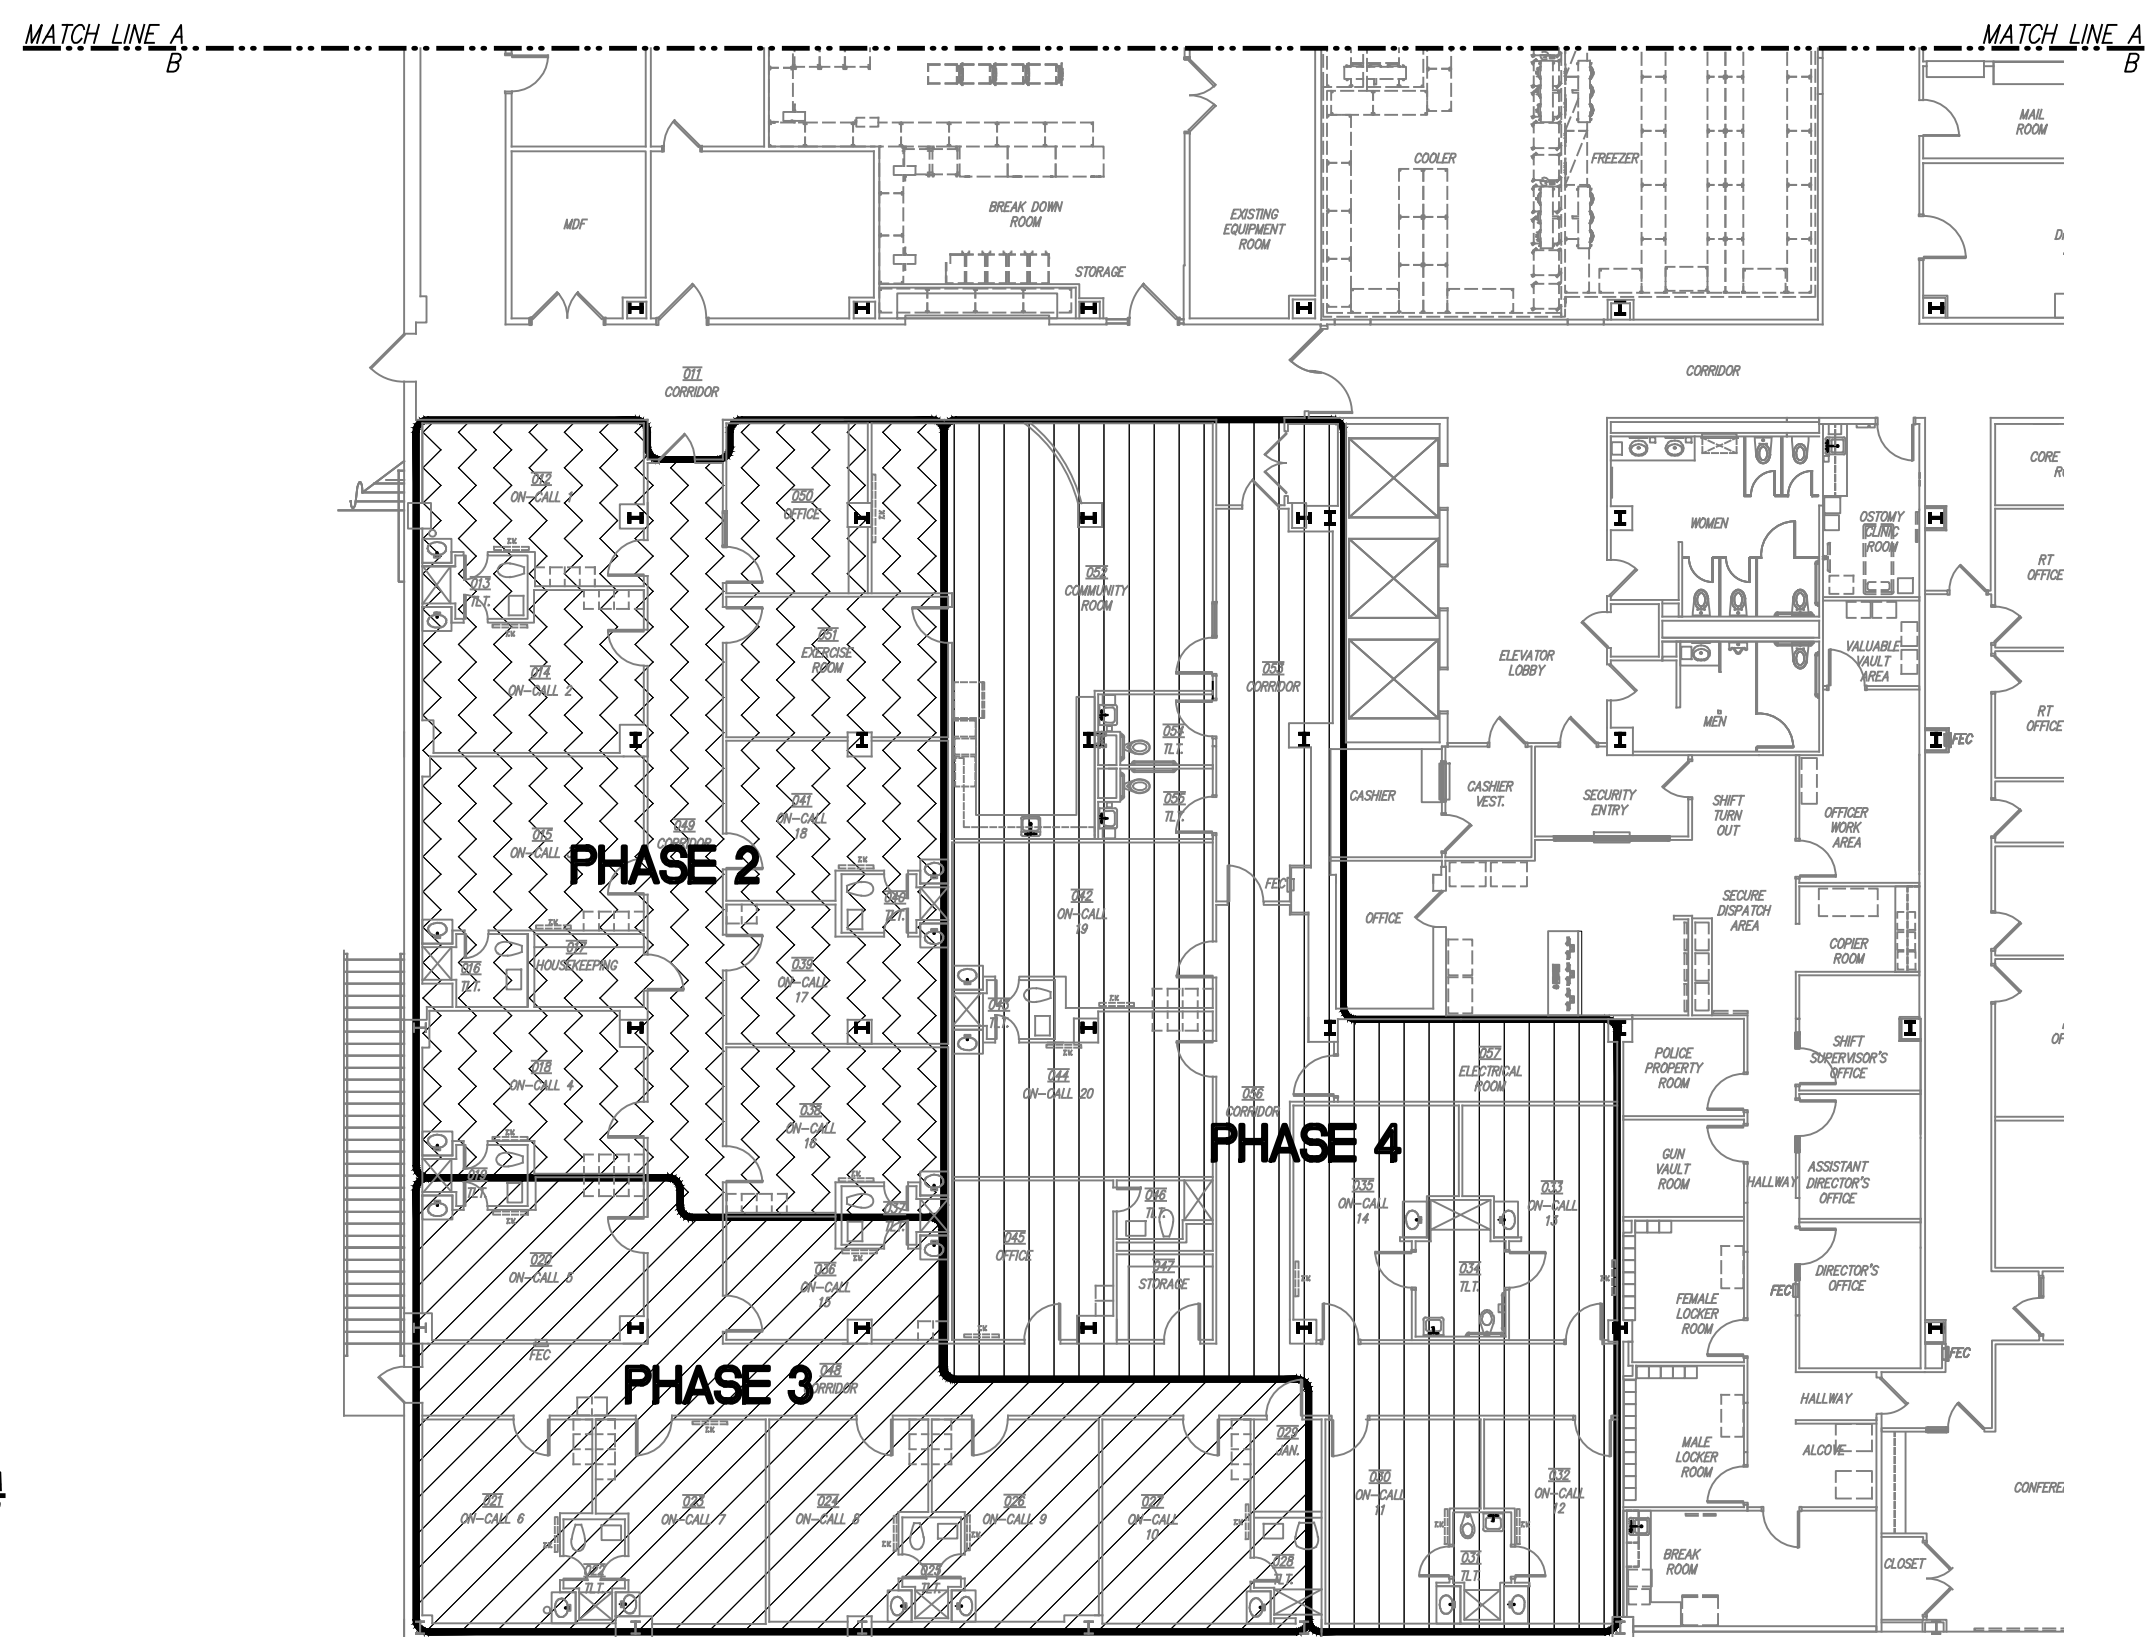 MATCH LINE A
B
MATCH LINE A
B
MAIL
ROOM
COOLER
FREEZER
BREAK DOWN
ROOM
EXISTING
EQUIPMENT
ROOM
MDF
STORAGE
011
CORRIDOR
CORRIDOR
012
ON-CALL 1
050
OFFICE
CORE
WOMEN
OSTOMY
CLINIC
ROOM
RT
OFFICE
013
TLT.
052
COMMUNITY
ROOM
051
EXERCISE
ROOM
014
ON-CALL 2
053
CORRIDOR
ELEVATOR
LOBBY
VALUABLE
VAULT
AREA
MEN
RT
OFFICE
054
TLT.
FEC
CASHIER
CASHIER
VEST.
SECURITY
ENTRY
SHIFT
TURN
OUT
OFFICER
WORK
AREA
055
TLT.
041
ON-CALL
18
015
ON-CALL
049
CORRIDOR
PHASE 2
FEC
042
ON-CALL
19
040
TLT.
OFFICE
SECURE
DISPATCH
AREA
COPIER
ROOM
017
HOUSEKEEPING
016
TLT.
039
ON-CALL
17
043
TLT.
018
ON-CALL 4
044
ON-CALL 20
057
ELECTRICAL
ROOM
POLICE
PROPERTY
ROOM
SHIFT
SUPERVISOR'S
OFFICE
038
ON-CALL
16
056
CORRIDOR
PHASE 4
GUN
VAULT
ROOM
HALLWAY
ASSISTANT
DIRECTOR'S
OFFICE
019
TLT.
035
ON-CALL
14
033
ON-CALL
13
046
TLT.
037
TLT.
045
OFFICE
020
ON-CALL 5
036
ON-CALL
15
047
STORAGE
034
TLT.
FEMALE
LOCKER
ROOM
FEC
DIRECTOR'S
OFFICE
FEC
FEC
PHASE 3
048
CORRIDOR
HALLWAY
029
JAN.
MALE
LOCKER
ROOM
ALCOVE
030
ON-CALL
11
032
ON-CALL
12
021
ON-CALL 6
023
ON-CALL 7
024
ON-CALL 8
026
ON-CALL 9
027
ON-CALL
10
022
TLT.
025
TLT.
028
TLT.
031
TLT.
BREAK
ROOM
CLOSET